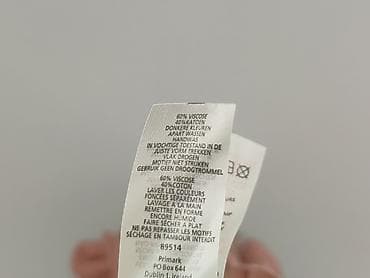 60% VISCOSE
40%KATOEN
DONKERE KLEUREN
APART WASSEN
HANDWAS
IN VOCHTIGE TOESTAND IN DE
JUISTE VORM TREKKEN
VLAK DROGEN
MOTIEF NIET STRIJKEN
GEBRUIK GEEN DROOGTROMMEL
60% VISCOSE
40%COTON
LAVER LES COULEURS
FONCÉES SÉPARÉMENT
LAVAGE A LA MAIN
REMETTRE EN FORME
ENCORE HUMIDE
FAIRE SÉCHER A PLAT
NE PAS REPASSER LES MOTIFS
SÉCHAGE EN TAMBOUR INTERDIT
89514
Primark
PO Box 644
Dublin 1, Ireland